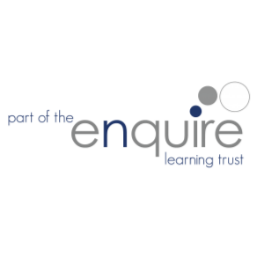 part of the
enquire
learning trust